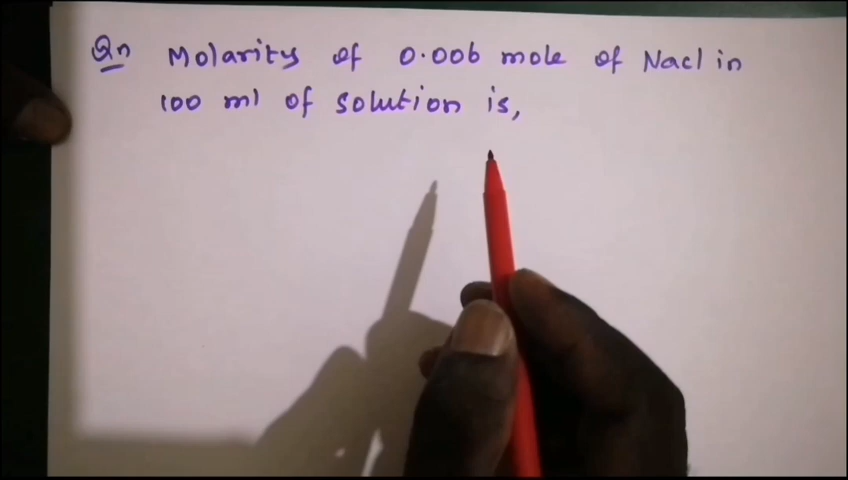 Qn Molarity of 0.006 mole of Nacl in
100 ml of solution is,